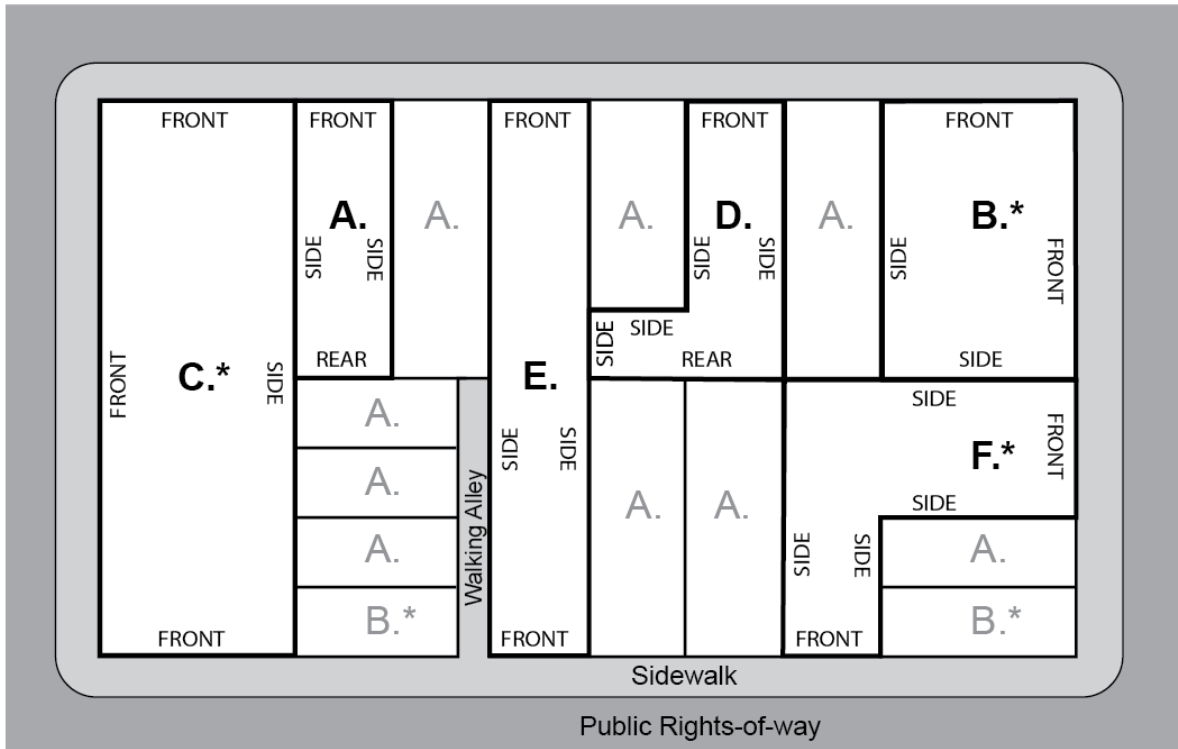 FRONT
FRONT
FRONT
FRONT
FRONT
A.
A.
A.
D.
A.
B.*
SIDE
SIDE
SIDE
SIDE
SIDE
FRONT
SIDE
SIDE
REAR
REAR
SIDE
FRONT
C.*
SIDE
E.
SIDE
A.
FRONT
SIDE
SIDE
F.*
A.
A.
A.
SIDE
Walking Alley
A.
SIDE
SIDE
A.
B.*
B.*
FRONT
FRONT
FRONT
Sidewalk
Public Rights-of-way